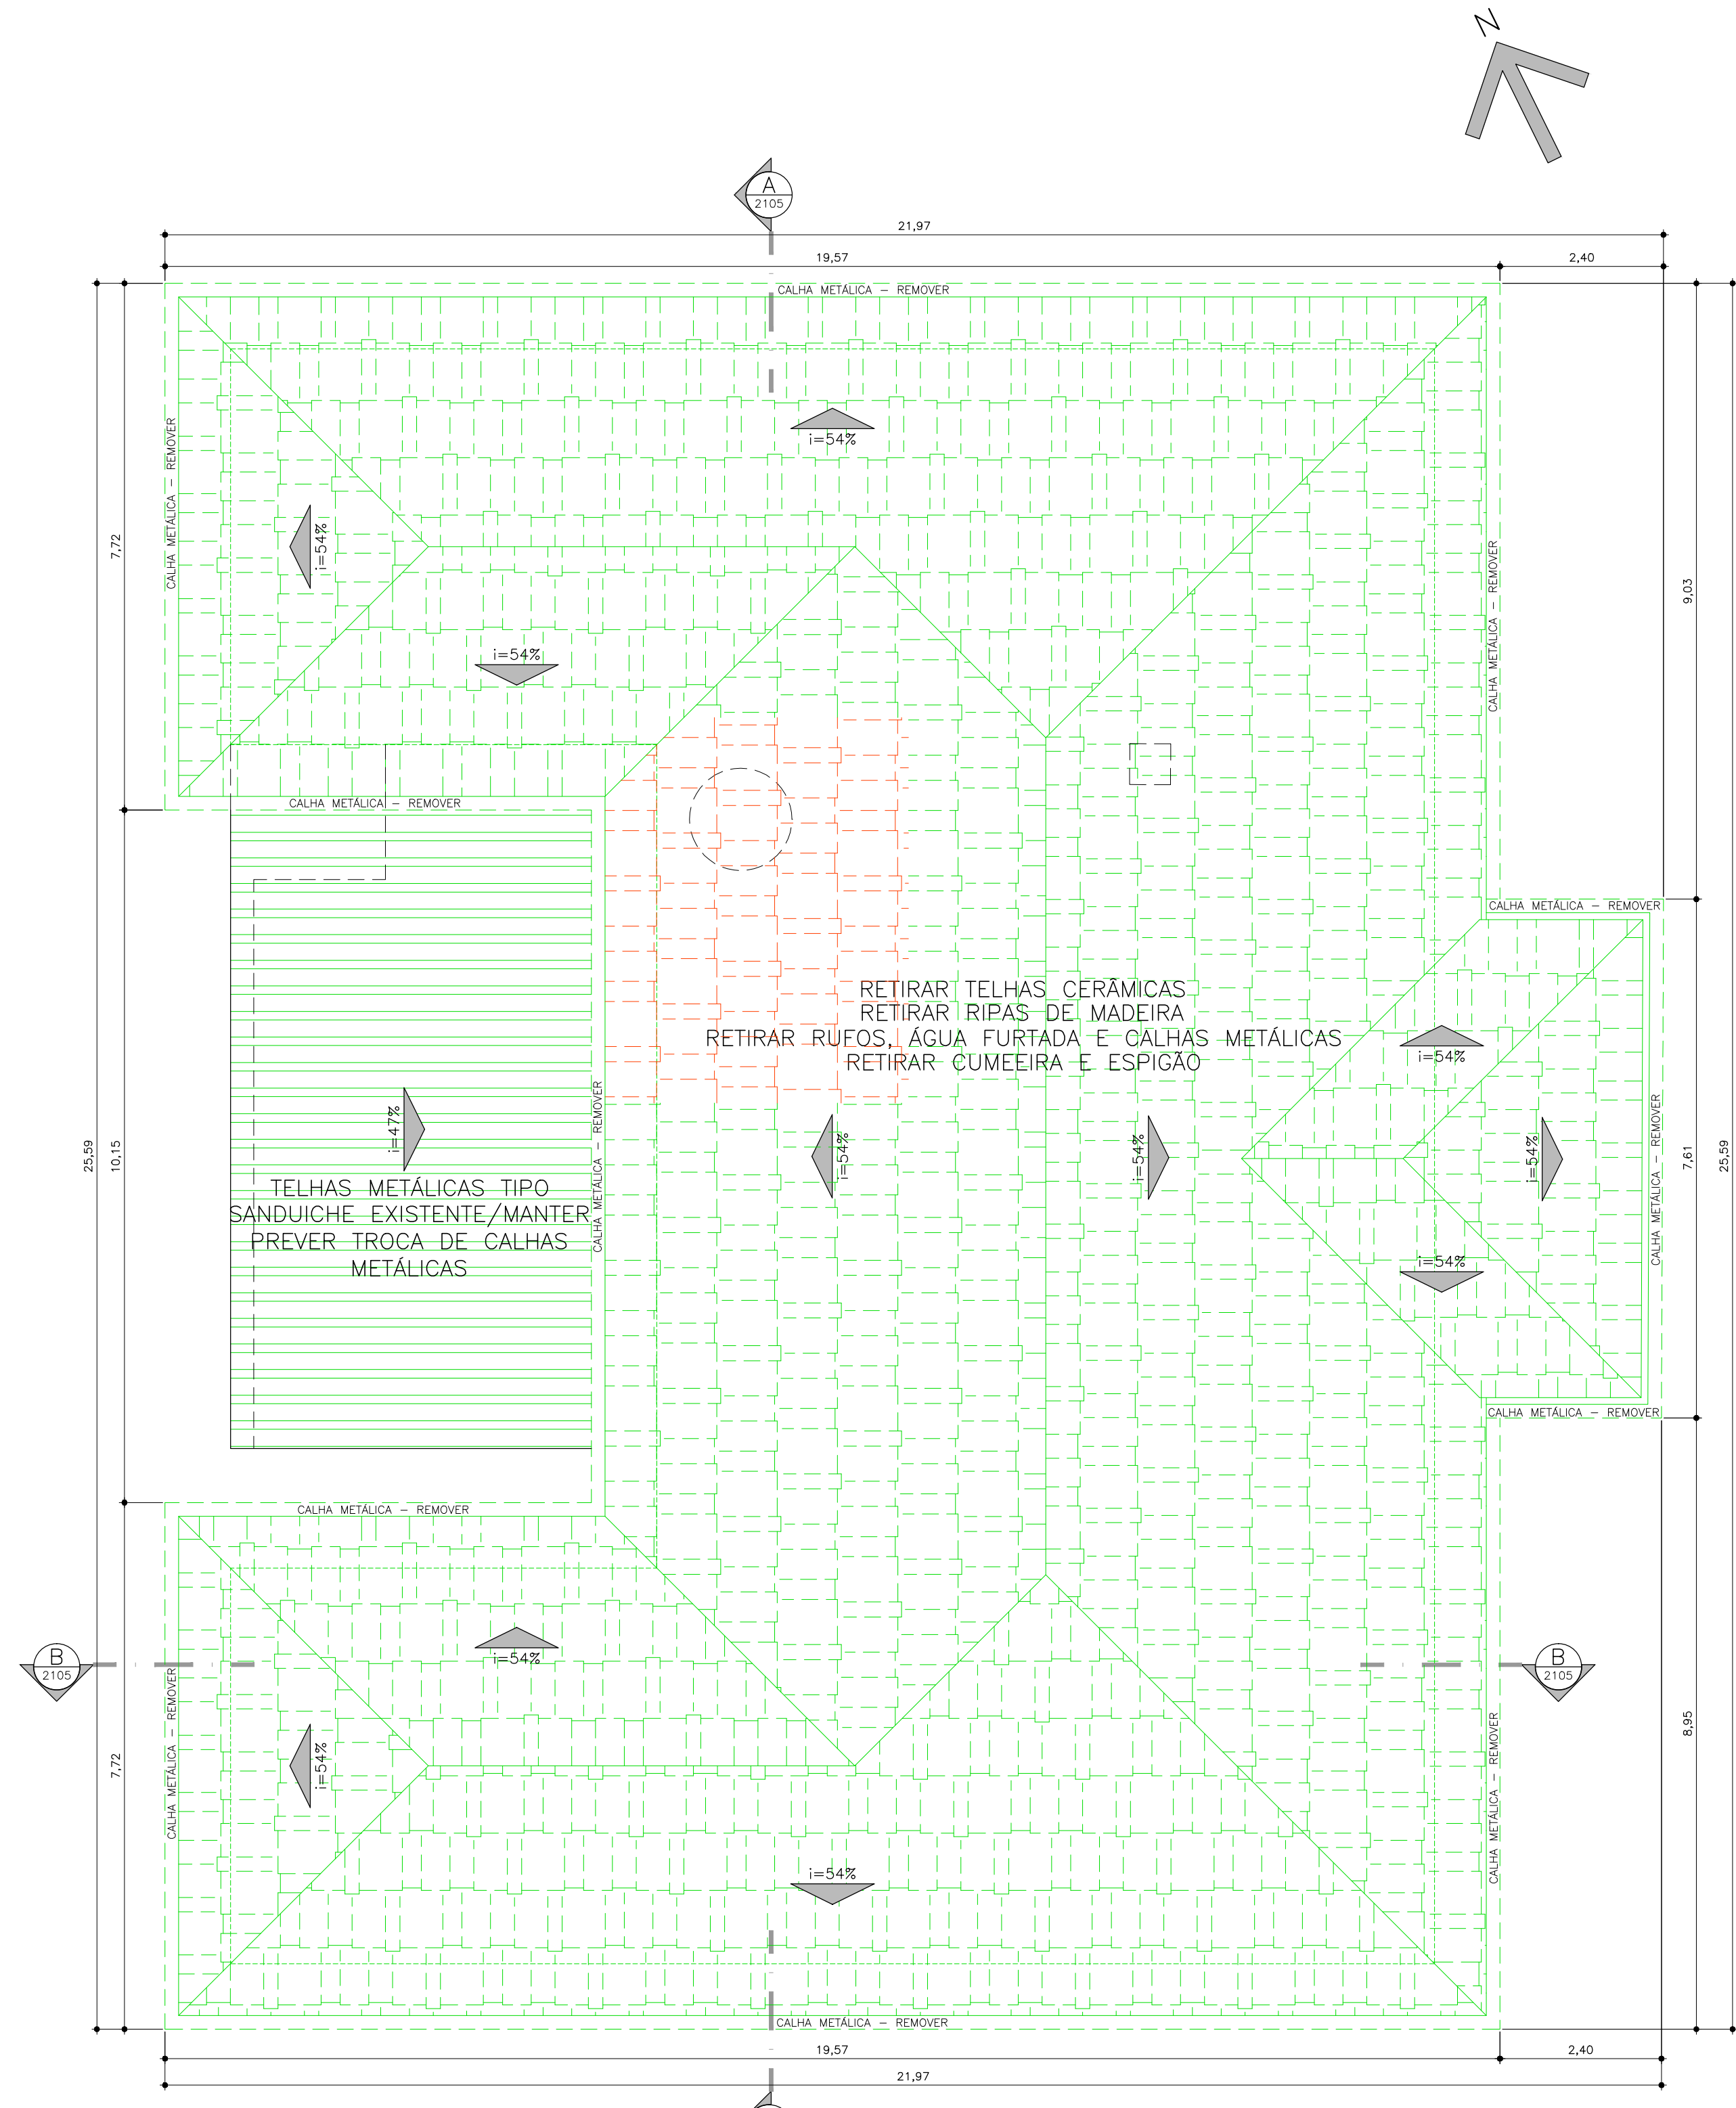 N
A
2105
21,97
19,57
2,40
CALHA METÁLICA – REMOVER
i=54%
CALHA METÁLICA – REMOVER
i=54%
7,72
CALHA METÁLICA – REMOVER
9,03
i=54%
CALHA METÁLICA – REMOVER
CALHA METÁLICA – REMOVER
RETIRAR TELHAS CERÂMICAS
RETIRAR RIPAS DE MADEIRA
RETIRAR RUFOS, ÁGUA FURTADA E CALHAS METÁLICAS
RETIRAR CUMEEIRA E ESPIGÃO
i=54%
25,59
10,15
i=47%
CALHA METÁLICA – REMOVER
i=54%
i=54%
i=54%
CALHA METÁLICA – REMOVER
7,61
25,59
TELHAS METÁLICAS TIPO
SANDUICHE EXISTENTE/MANTER
PREVER TROCA DE CALHAS
METÁLICAS
i=54%
CALHA METÁLICA – REMOVER
CALHA METÁLICA – REMOVER
i=54%
B
2105
B
2105
CALHA METÁLICA – REMOVER
i=54%
7,72
CALHA METÁLICA – REMOVER
8,95
i=54%
CALHA METÁLICA – REMOVER
19,57
2,40
21,97